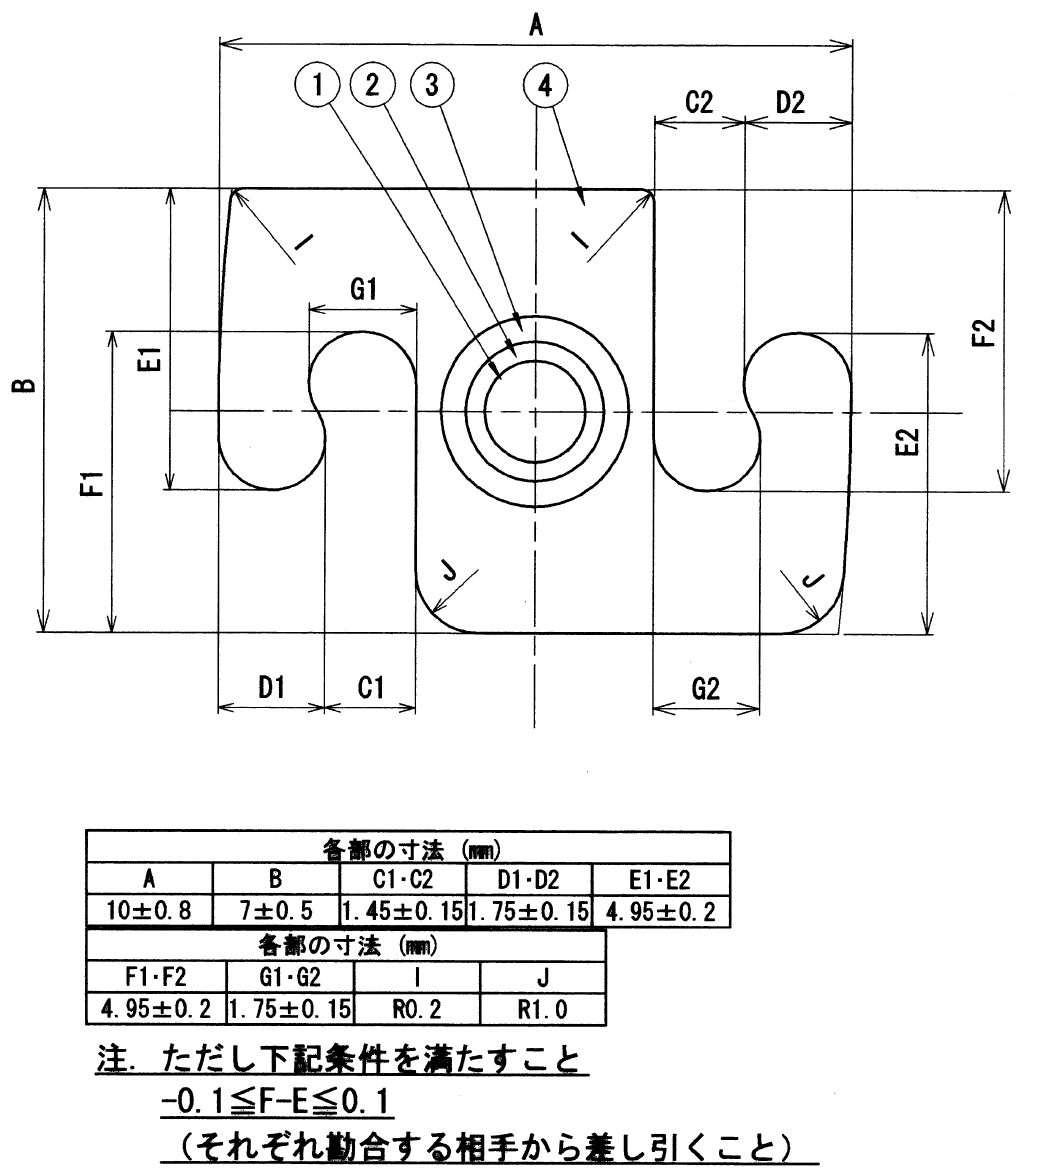 A
1 2 3 4
C2 D2
I I
G1
B E1 F1
F2 E2
J J
D1 C1 G2
各部の寸法 (㎜)
A B C1·C2 D1·D2 E1·E2
10±0.8 7±0.5 1.45±0.15 1.75±0.15 4.95±0.2
各部の寸法 (㎜)
F1·F2 G1·G2 I J
4.95±0.2 1.75±0.15 R0.2 R1.0
注. ただし下記条件を満たすこと
-0.1≦F-E≦0.1
(それぞれ勘合する相手から差し引くこと)